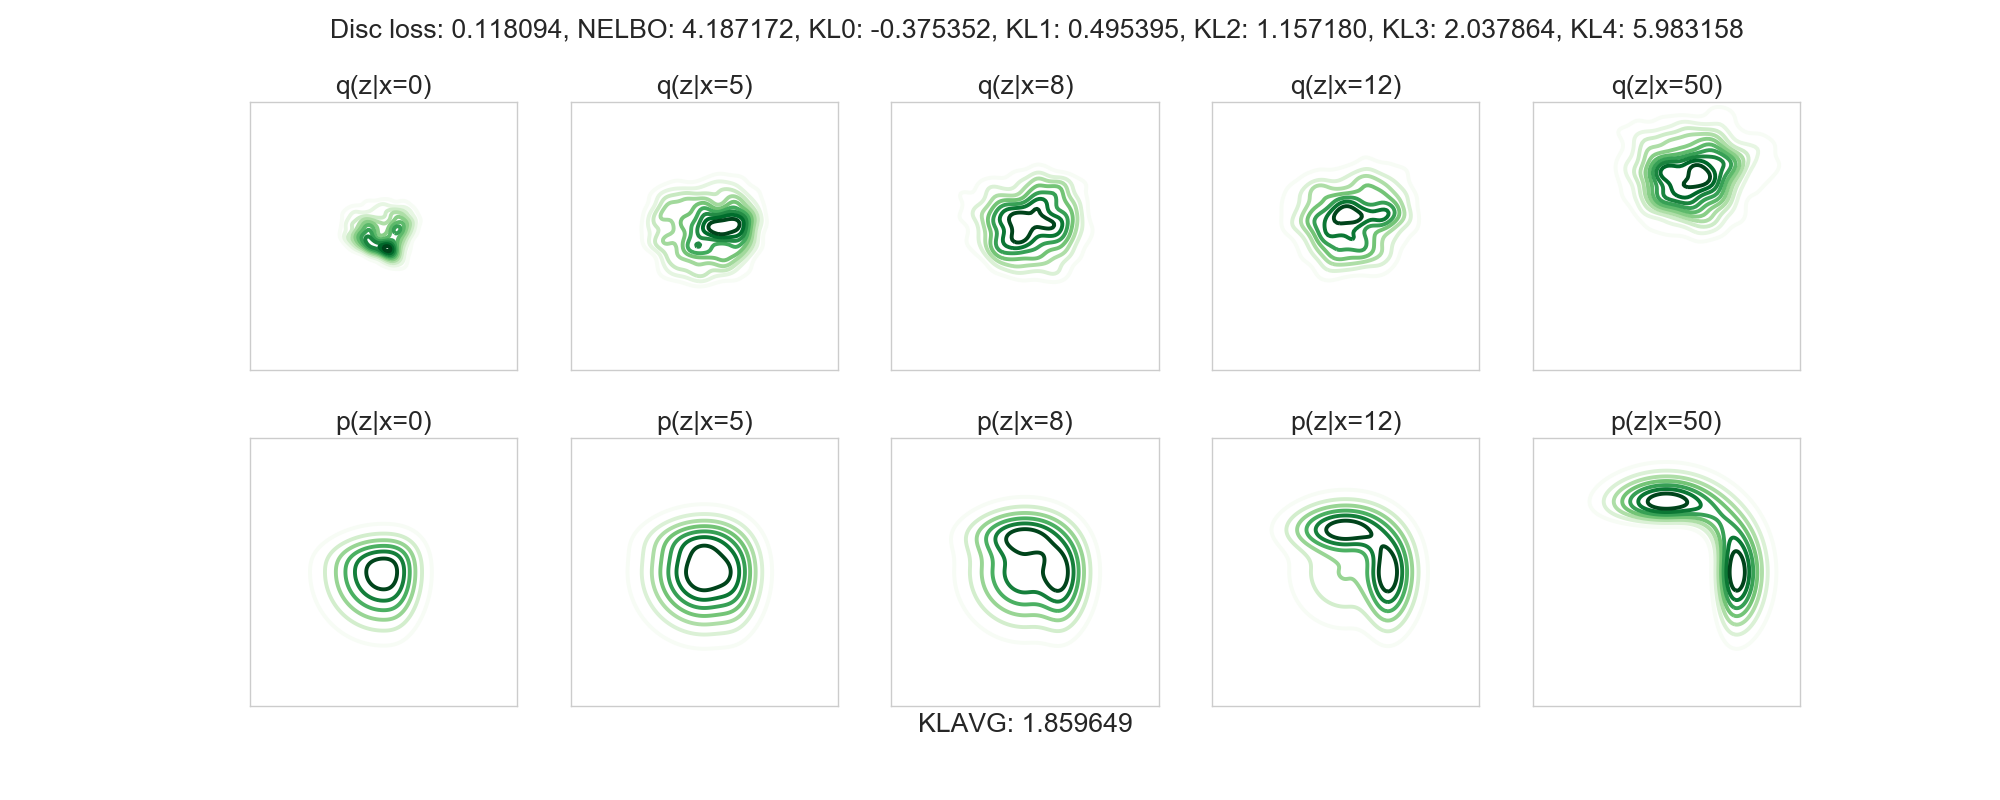 Disc loss: 0.118094, NELBO: 4.187172, KL0: -0.375352, KL1: 0.495395, KL2: 1.157180, KL3: 2.037864, KL4: 5.983158
q(z|x=0) q(z|x=5) q(z|x=8) q(z|x=12) q(z|x=50)
p(z|x=0) p(z|x=5) p(z|x=8) p(z|x=12) p(z|x=50)
KLAVG: 1.859649